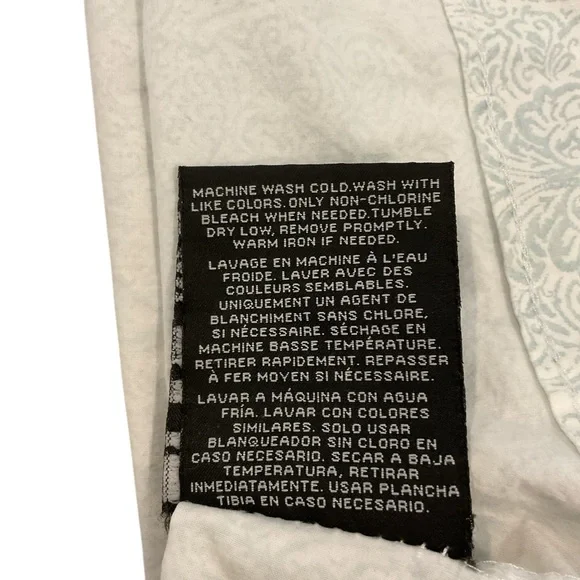 MACHINE WASH COLD.WASH WITH
LIKE COLORS.ONLY NON-CHLORINE
BLEACH WHEN NEEDED.TUMBLE
DRY LOW, REMOVE PROMPTLY.
WARM IRON IF NEEDED.
LAVAGE EN MACHINE À L'EAU
FROIDE. LAVER AVEC DES
COULEURS SEMBLABLES.
UNIQUEMENT UN AGENT DE
BLANCHIMENT SANS CHLORE,
SI NÉCESSAIRE. SÉCHAGE EN
MACHINE BASSE TEMPÉRATURE.
RETIRER RAPIDEMENT. REPASSER
À FER MOYEN SI NÉCESSAIRE.
LAVAR A MÁQUINA CON AGUA
FRÍA. LAVAR CON COLORES
SIMILARES. SOLO USAR
BLANQUEADOR SIN CLORO EN
CASO NECESARIO. SECAR A BAJA
TEMPERATURA, RETIRAR
INMEDIATAMENTE. USAR PLANCHA
TIBIA EN CASO NECESARIO.